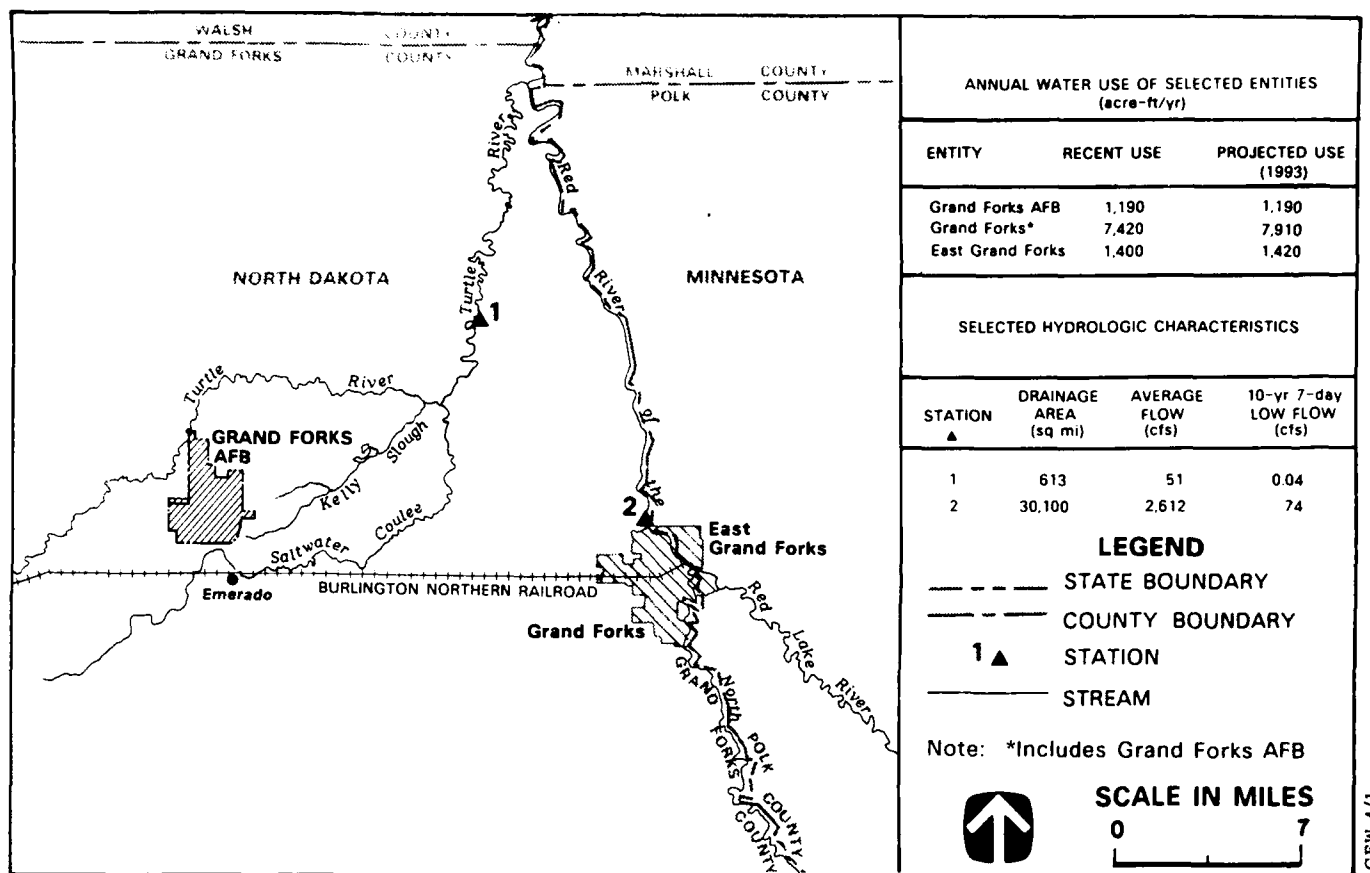 WALSH COUNTY
GRAND FORKS COUNTY
MARSHALL COUNTY
POLK COUNTY
River
Red
River
of
the
North
NORTH DAKOTA
MINNESOTA
Turtle
1
Turtle
River
GRAND FORKS
AFB
Kelly
Slough
Saltwater
Coulee
Emerado
BURLINGTON NORTHERN RAILROAD
2
East
Grand Forks
Grand Forks
Red
Lake
River
GRAND
FORKS
COUNTY
POLK
COUNTY
ANNUAL WATER USE OF SELECTED ENTITIES
(acre-ft/yr)
ENTITY RECENT USE PROJECTED USE
(1993)
Grand Forks AFB 1,190 1,190
Grand Forks* 7,420 7,910
East Grand Forks 1,400 1,420
SELECTED HYDROLOGIC CHARACTERISTICS
STATION DRAINAGE AREA (sq mi) AVERAGE FLOW (cfs) 10-yr 7-day LOW FLOW (cfs)
1 613 51 0.04
2 30,100 2,612 74
LEGEND
STATE BOUNDARY
COUNTY BOUNDARY
1 STATION
STREAM
Note: *Includes Grand Forks AFB
SCALE IN MILES
0 7